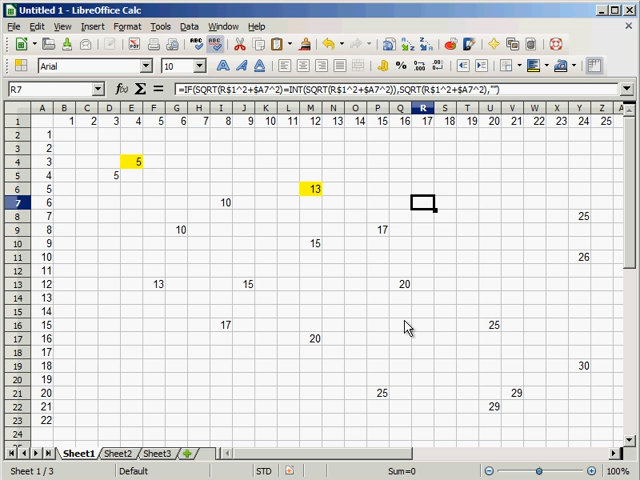 Untitled 1 - LibreOffice Calc
File Edit View Insert Format Tools Data Window Help
Arial 10
R7 =IF(SQRT(R$1^2+$A7^2)=INT(SQRT(R$1^2+$A7^2)),SQRT(R$1^2+$A7^2),"")
A B C D E F G H I J K L M N O P Q R S T U V W X Y Z
1 1 2 3 4 5 6 7 8 9 10 11 12 13 14 15 16 17 18 19 20 21 22 23 24 25
2 1
3 2
4 3 5
5 4 5
6 5 13
7 6 10
8 7 25
9 8 10 17
10 9 15
11 10 26
12 11
13 12 13 15 20
14 13
15 14
16 15 17 25
17 16 20
18 17
19 18 30
20 19
21 20 25 29
22 21 29
23 22
24
Sheet1 Sheet2 Sheet3
Sheet 1 / 3 Default STD Sum=0 100%